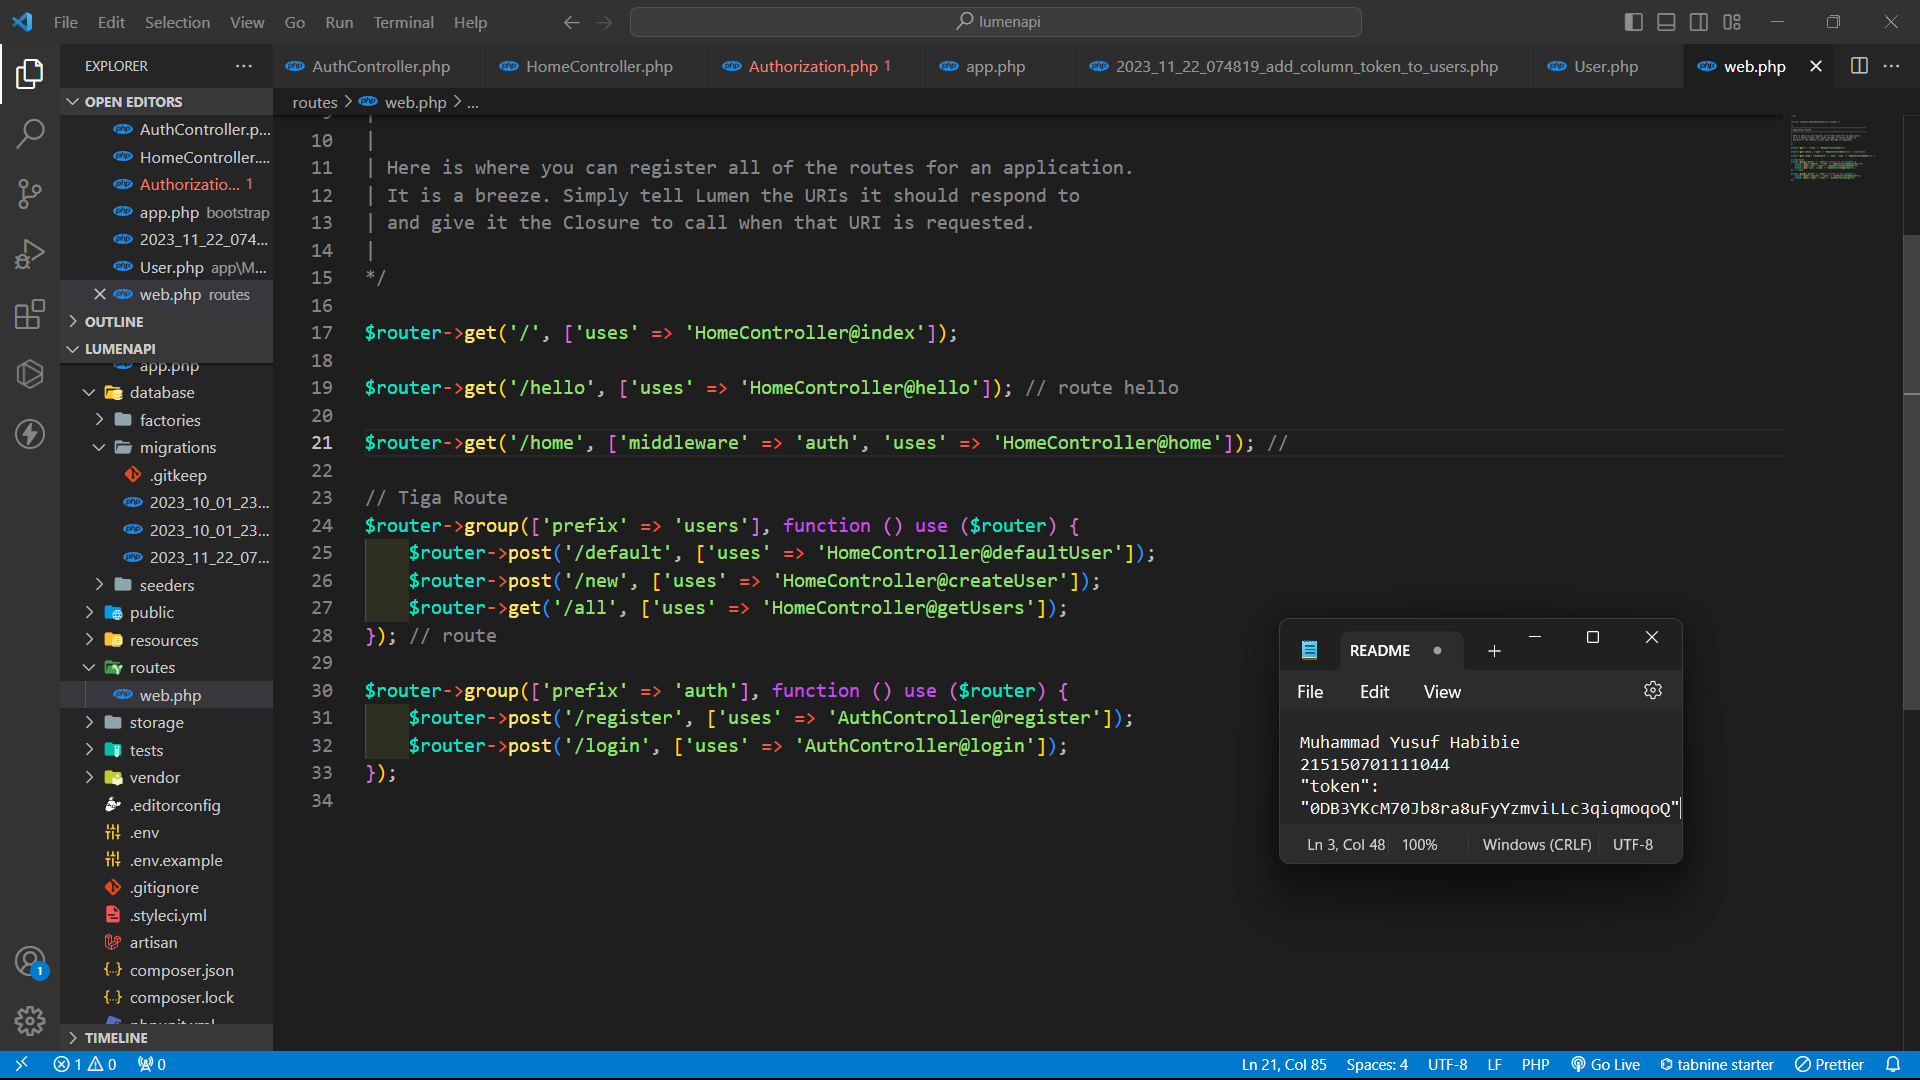 File Edit Selection View Go Run Terminal Help
lumenapi
EXPLORER
OPEN EDITORS
AuthController.p...
HomeController....
Authorizatio... 1
app.php bootstrap
2023_11_22_074...
User.php app\M...
web.php routes
OUTLINE
LUMENAPI
app.php
database
factories
migrations
.gitkeep
2023_10_01_23...
2023_10_01_23...
2023_11_22_07...
seeders
public
resources
routes
web.php
storage
tests
vendor
.editorconfig
.env
.env.example
.gitignore
.styleci.yml
artisan
composer.json
composer.lock
phpunit.xml
TIMELINE
AuthController.php HomeController.php Authorization.php 1 app.php 2023_11_22_074819_add_column_token_to_users.php User.php web.php
routes > web.php > ...
10 |
11 | Here is where you can register all of the routes for an application.
12 | It is a breeze. Simply tell Lumen the URIs it should respond to
13 | and give it the Closure to call when that URI is requested.
14 |
15 */
16
17 $router->get('/', ['uses' => 'HomeController@index']);
18
19 $router->get('/hello', ['uses' => 'HomeController@hello']); // route hello
20
21 $router->get('/home', ['middleware' => 'auth', 'uses' => 'HomeController@home']); //
22
23 // Tiga Route
24 $router->group(['prefix' => 'users'], function () use ($router) {
25 $router->post('/default', ['uses' => 'HomeController@defaultUser']);
26 $router->post('/new', ['uses' => 'HomeController@createUser']);
27 $router->get('/all', ['uses' => 'HomeController@getUsers']);
28 }); // route
29
30 $router->group(['prefix' => 'auth'], function () use ($router) {
31 $router->post('/register', ['uses' => 'AuthController@register']);
32 $router->post('/login', ['uses' => 'AuthController@login']);
33 });
34
README
File Edit View
Muhammad Yusuf Habibie
215150701111044
"token":
"0DB3YKcM70Jb8ra8uFyYzmviLLc3qiqmoqoQ"
Ln 3, Col 48 100% Windows (CRLF) UTF-8
1
1 0 0
Ln 21, Col 85 Spaces: 4 UTF-8 LF PHP Go Live tabnine starter Prettier